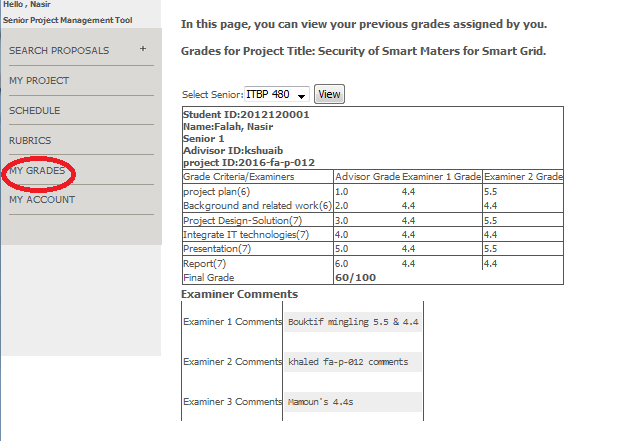 Hello , Nasir
Senior Project Management Tool
SEARCH PROPOSALS +
MY PROJECT
SCHEDULE
RUBRICS
MY GRADES
MY ACCOUNT
In this page, you can view your previous grades assigned by you.
Grades for Project Title: Security of Smart Maters for Smart Grid.
Select Senior: ITBP 480 View
Student ID:2012120001
Name:Falah, Nasir
Senior 1
Advisor ID:kshuaib
project ID:2016-fa-p-012
Grade Criteria/Examiners Advisor Grade Examiner 1 Grade Examiner 2 Grade
project plan(6) 1.0 4.4 5.5
Background and related work(6) 2.0 4.4 4.4
Project Design-Solution(7) 3.0 4.4 5.5
Integrate IT technologies(7) 4.0 4.4 4.4
Presentation(7) 5.0 4.4 5.5
Report(7) 6.0 4.4 4.4
Final Grade 60/100
Examiner Comments
Examiner 1 Comments Bouktif mingling 5.5 & 4.4
Examiner 2 Comments khaled fa-p-012 comments
Examiner 3 Comments Mamoun's 4.4s